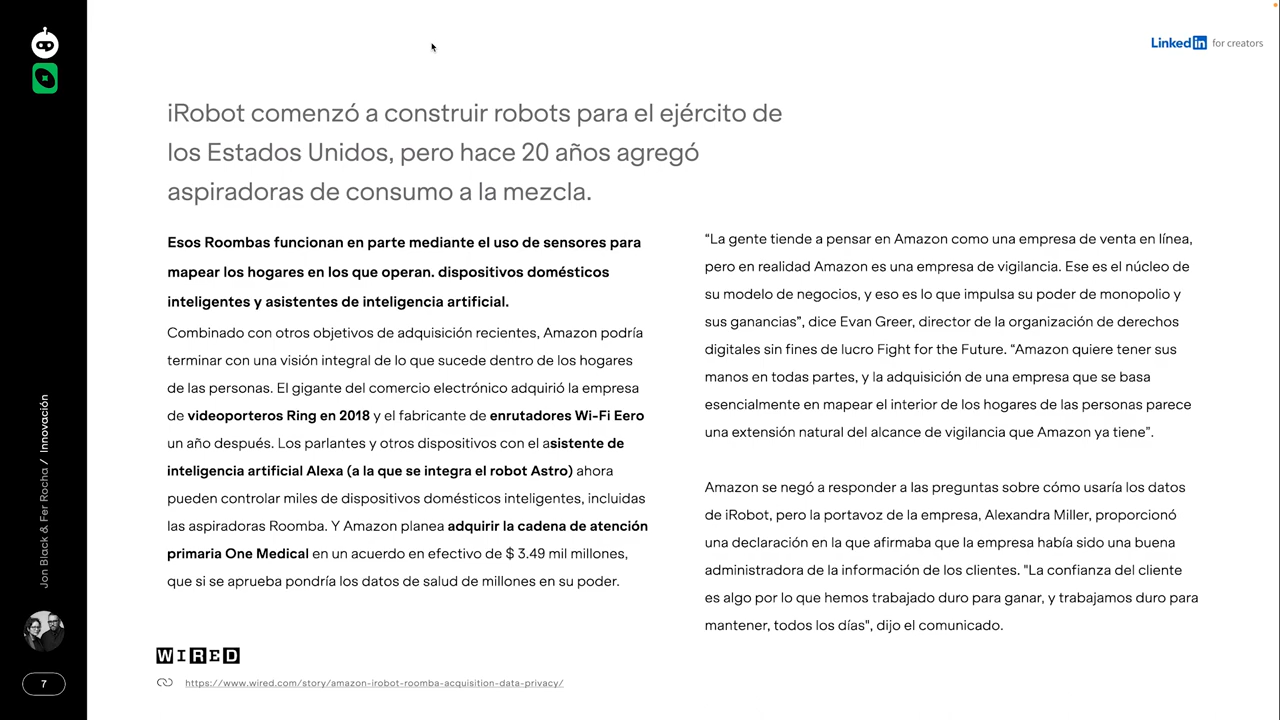 LinkedIn for creators
iRobot comenzó a construir robots para el ejército de
los Estados Unidos, pero hace 20 años agregó
aspiradoras de consumo a la mezcla.
Esos Roombas funcionan en parte mediante el uso de sensores para
mapear los hogares en los que operan. dispositivos domésticos
inteligentes y asistentes de inteligencia artificial.
Combinado con otros objetivos de adquisición recientes, Amazon podría
terminar con una visión integral de lo que sucede dentro de los hogares
de las personas. El gigante del comercio electrónico adquirió la empresa
de videoporteros Ring en 2018 y el fabricante de enrutadores Wi-Fi Eero
un año después. Los parlantes y otros dispositivos con el asistente de
inteligencia artificial Alexa (a la que se integra el robot Astro) ahora
pueden controlar miles de dispositivos domésticos inteligentes, incluidas
las aspiradoras Roomba. Y Amazon planea adquirir la cadena de atención
primaria One Medical en un acuerdo en efectivo de $ 3.49 mil millones,
que si se aprueba pondría los datos de salud de millones en su poder.
“La gente tiende a pensar en Amazon como una empresa de venta en línea,
pero en realidad Amazon es una empresa de vigilancia. Ese es el núcleo de
su modelo de negocios, y eso es lo que impulsa su poder de monopolio y
sus ganancias”, dice Evan Greer, director de la organización de derechos
digitales sin fines de lucro Fight for the Future. “Amazon quiere tener sus
manos en todas partes, y la adquisición de una empresa que se basa
esencialmente en mapear el interior de los hogares de las personas parece
una extensión natural del alcance de vigilancia que Amazon ya tiene”.
Amazon se negó a responder a las preguntas sobre cómo usaría los datos
de iRobot, pero la portavoz de la empresa, Alexandra Miller, proporcionó
una declaración en la que afirmaba que la empresa había sido una buena
administradora de la información de los clientes. "La confianza del cliente
es algo por lo que hemos trabajado duro para ganar, y trabajamos duro para
mantener, todos los días", dijo el comunicado.
WIRED
https://www.wired.com/story/amazon-irobot-roomba-acquisition-data-privacy/
Jon Black & Fer Rocha / Innovación
7